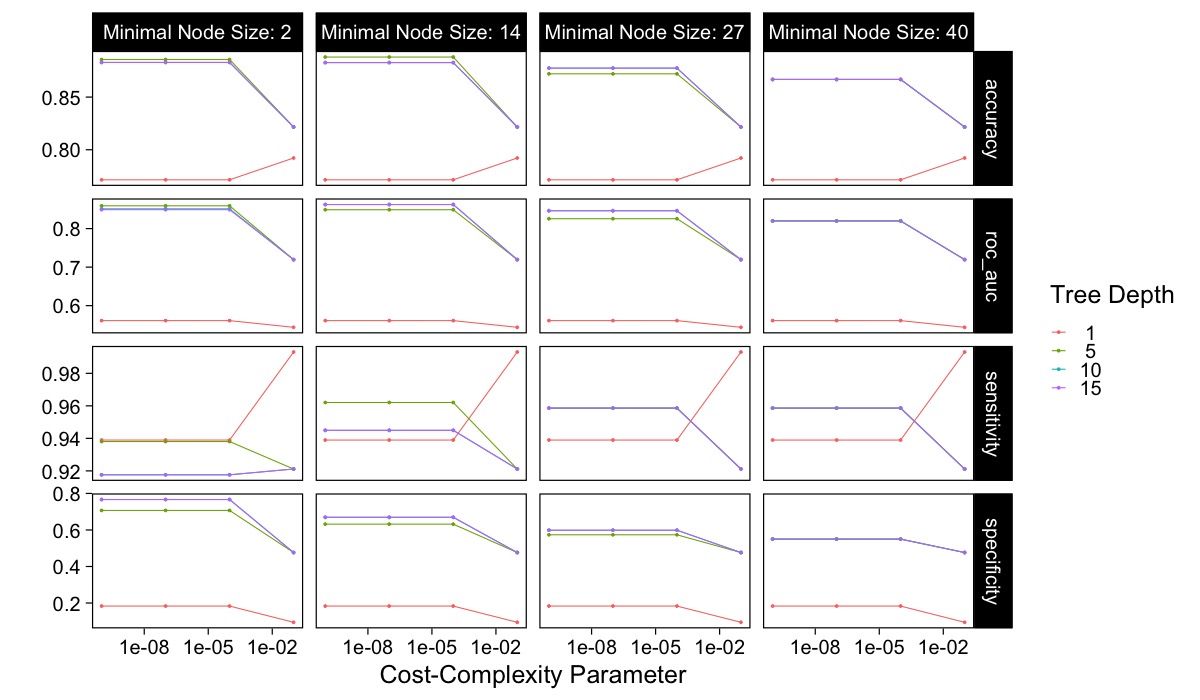 Minimal Node Size: 2
Minimal Node Size: 14
Minimal Node Size: 27
Minimal Node Size: 40
0.85
0.80
accuracy
0.8
0.7
0.6
roc_auc
0.98
0.96
0.94
0.92
sensitivity
0.8
0.6
0.4
0.2
specificity
1e-08 1e-05 1e-02
1e-08 1e-05 1e-02
1e-08 1e-05 1e-02
1e-08 1e-05 1e-02
Cost-Complexity Parameter
Tree Depth
1
5
10
15